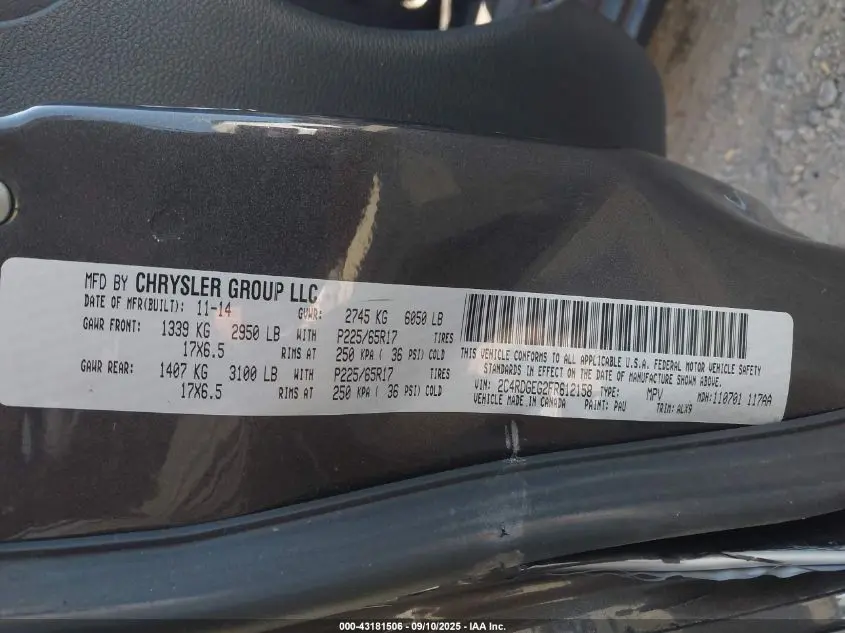 MFD BY CHRYSLER GROUP LLC
DATE OF MFR(BUILT): 11-14 GVWR: 2745 KG 6050 LB
GAWR FRONT: 1339 KG 2950 LB WITH P225/65R17 TIRES
17X6.5 RIMS AT 250 KPA ( 36 PSI) COLD
GAWR REAR: 1407 KG 3100 LB WITH P225/65R17 TIRES
17X6.5 RIMS AT 250 KPA ( 36 PSI) COLD
THIS VEHICLE CONFORMS TO ALL APPLICABLE U.S.A. FEDERAL MOTOR VEHICLE SAFETY
STANDARDS IN EFFECT ON THE DATE OF MANUFACTURE SHOWN ABOVE.
VIN: 2C4RDGEG2FR612158 TYPE: MPV MDH: 110701 117AA
VEHICLE MADE IN CANADA PAINT: PAU TRIM: ALX9
000-43181506 - 09/10/2025 - IAA Inc.